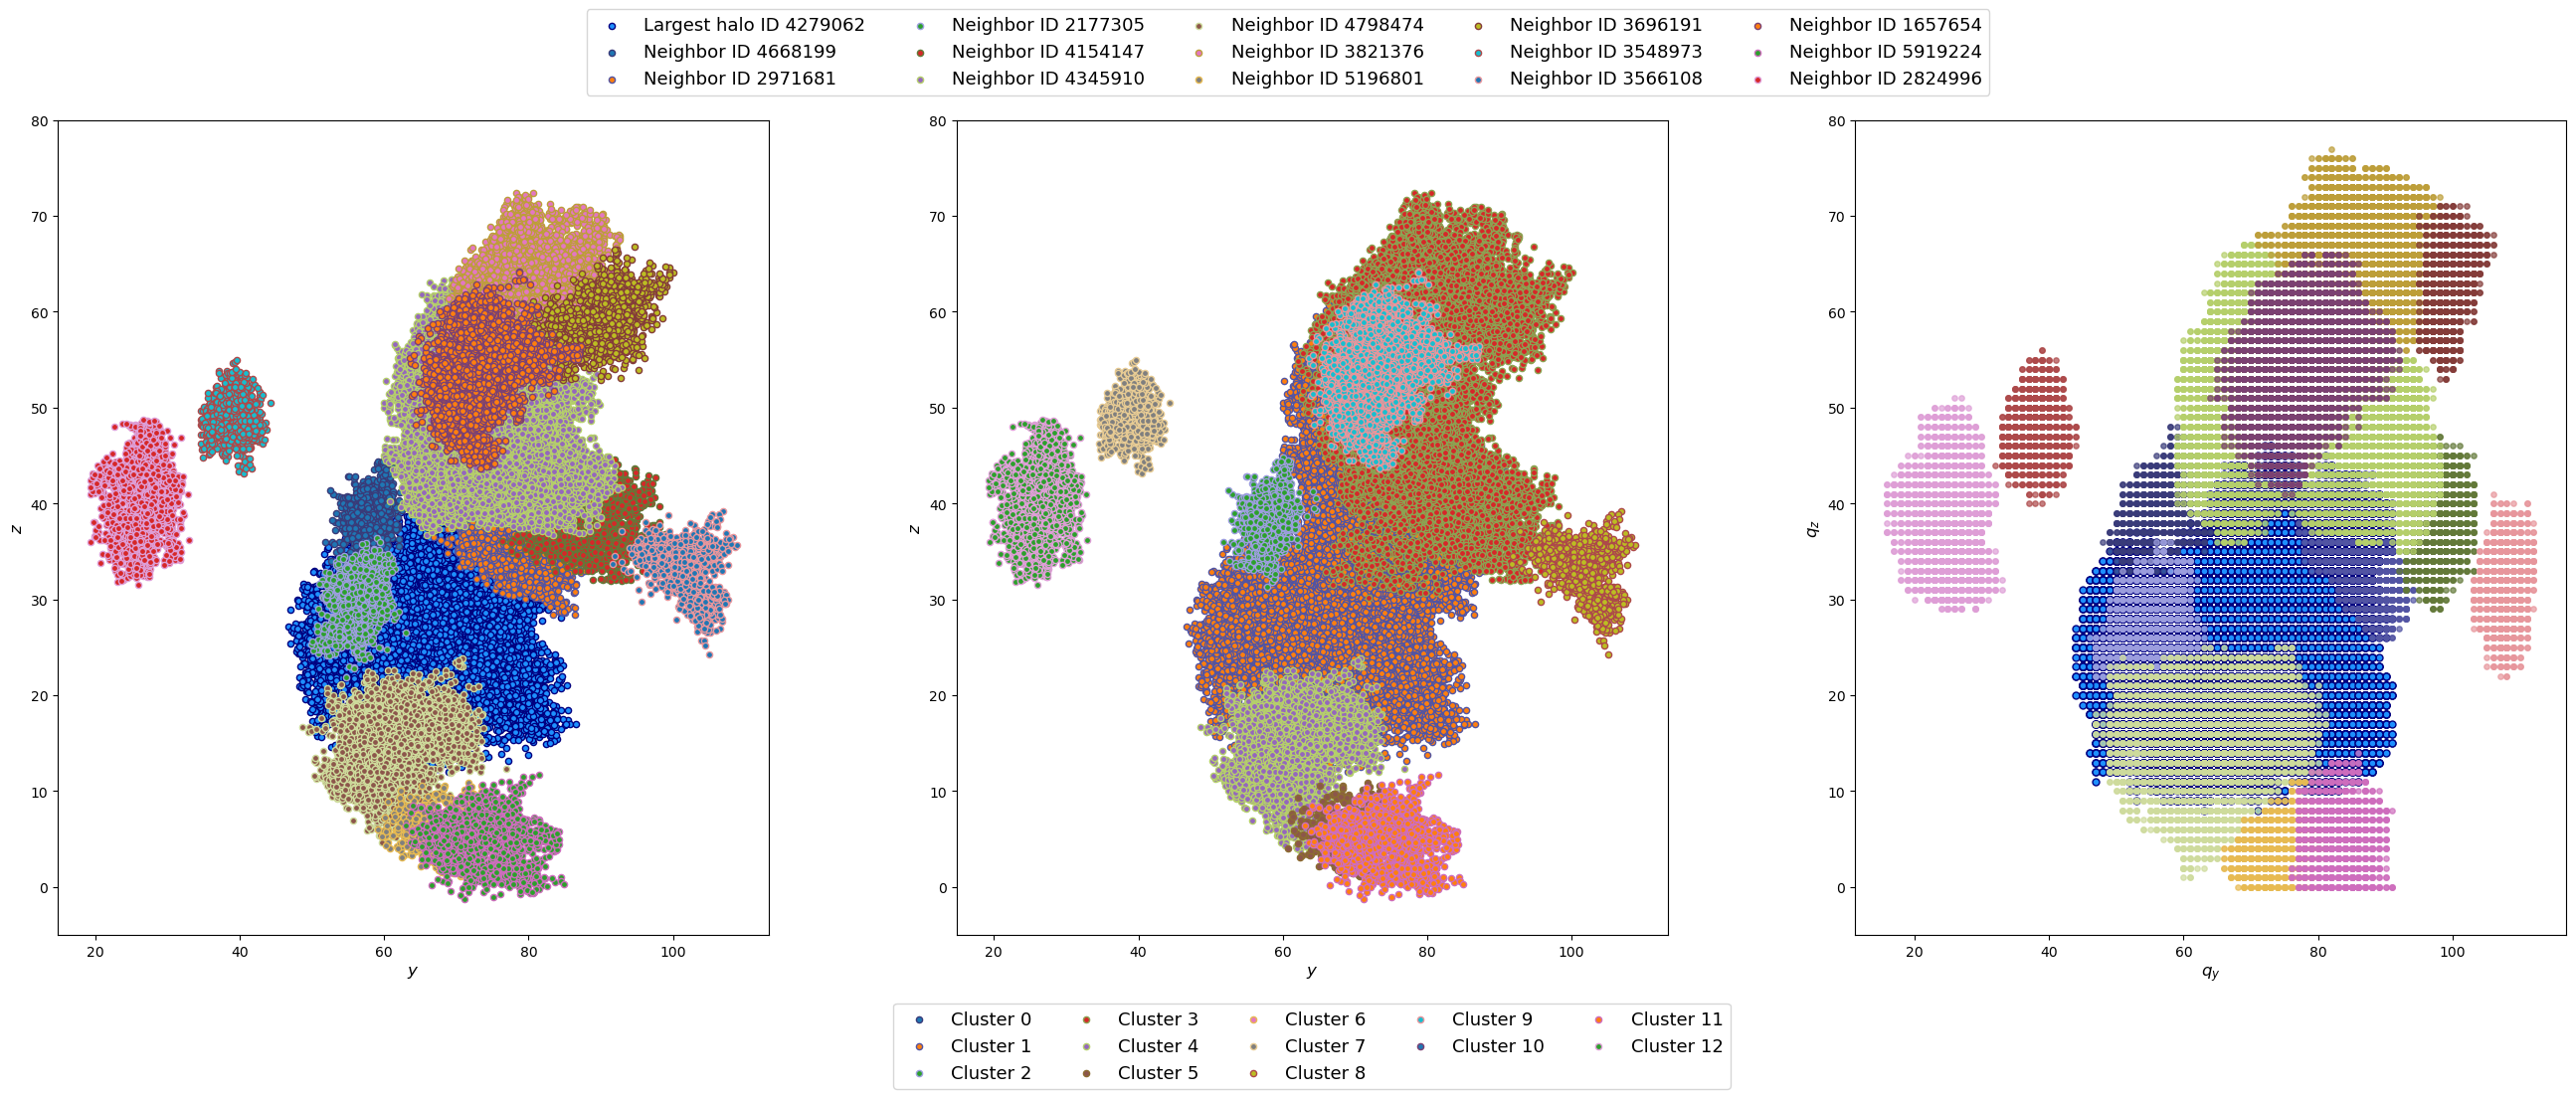 Largest halo ID 4279062 Neighbor ID 2177305 Neighbor ID 4798474 Neighbor ID 3696191 Neighbor ID 1657654
Neighbor ID 4668199 Neighbor ID 4154147 Neighbor ID 3821376 Neighbor ID 3548973 Neighbor ID 5919224
Neighbor ID 2971681 Neighbor ID 4345910 Neighbor ID 5196801 Neighbor ID 3566108 Neighbor ID 2824996
80
70
60
50
40
30
20
10
0
z
20 40 60 80 100
y
80
70
60
50
40
30
20
10
0
z
20 40 60 80 100
y
80
70
60
50
40
30
20
10
0
q_z
20 40 60 80 100
q_y
Cluster 0 Cluster 3 Cluster 6 Cluster 9 Cluster 11
Cluster 1 Cluster 4 Cluster 7 Cluster 10 Cluster 12
Cluster 2 Cluster 5 Cluster 8